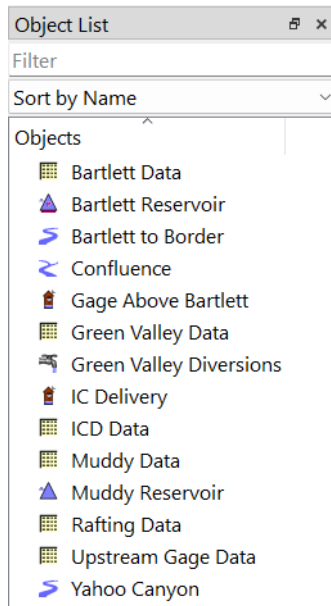 Object List
Filter
Sort by Name
Objects
Bartlett Data
Bartlett Reservoir
Bartlett to Border
Confluence
Gage Above Bartlett
Green Valley Data
Green Valley Diversions
IC Delivery
ICD Data
Muddy Data
Muddy Reservoir
Rafting Data
Upstream Gage Data
Yahoo Canyon